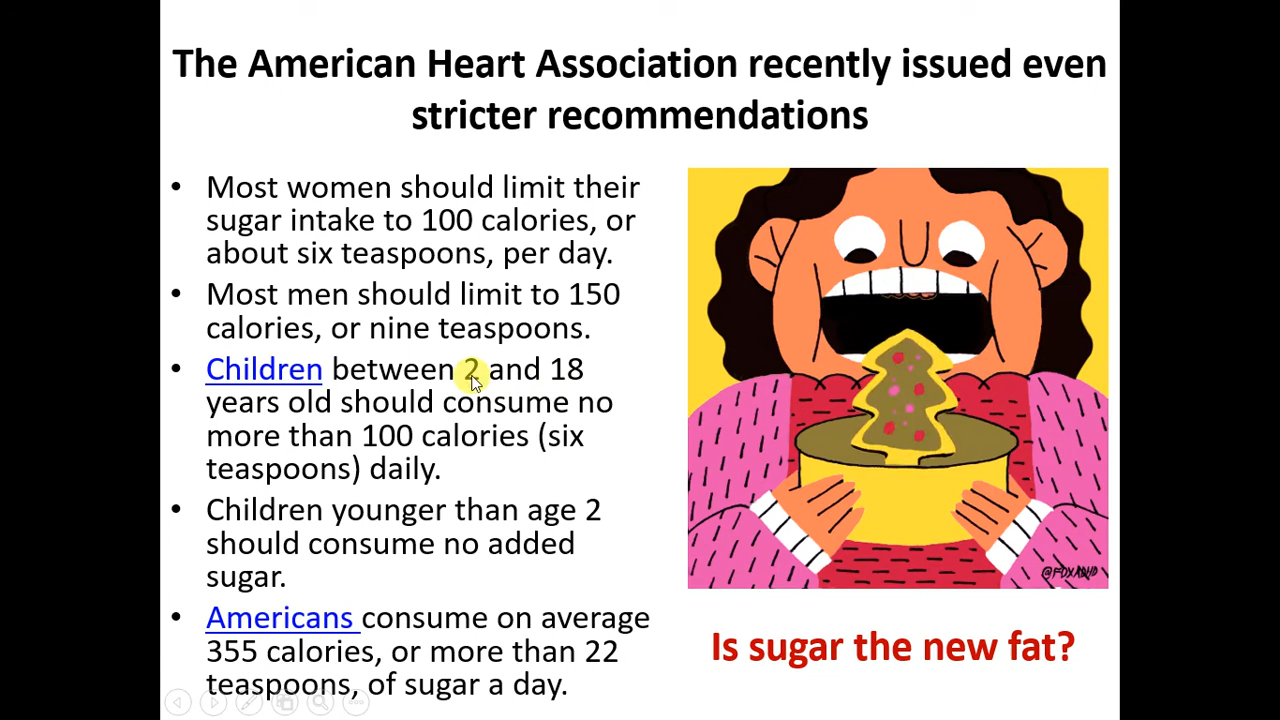 The American Heart Association recently issued even
stricter recommendations
• Most women should limit their
sugar intake to 100 calories, or
about six teaspoons, per day.
• Most men should limit to 150
calories, or nine teaspoons.
• Children between 2 and 18
years old should consume no
more than 100 calories (six
teaspoons) daily.
• Children younger than age 2
should consume no added
sugar.
• Americans consume on average
355 calories, or more than 22
teaspoons, of sugar a day.
@FOXADHD
Is sugar the new fat?